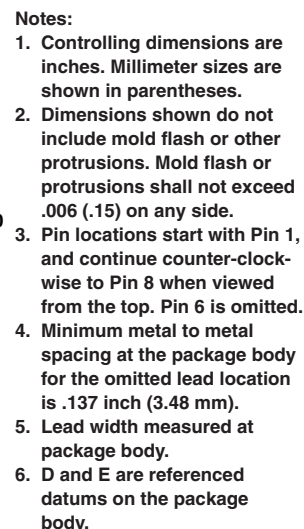 Notes:
1. Controlling dimensions are
inches. Millimeter sizes are
shown in parentheses.
2. Dimensions shown do not
include mold flash or other
protrusions. Mold flash or
protrusions shall not exceed
.006 (.15) on any side.
3. Pin locations start with Pin 1,
and continue counter-clock-
wise to Pin 8 when viewed
from the top. Pin 6 is omitted.
4. Minimum metal to metal
spacing at the package body
for the omitted lead location
is .137 inch (3.48 mm).
5. Lead width measured at
package body.
6. D and E are referenced
datums on the package
body.